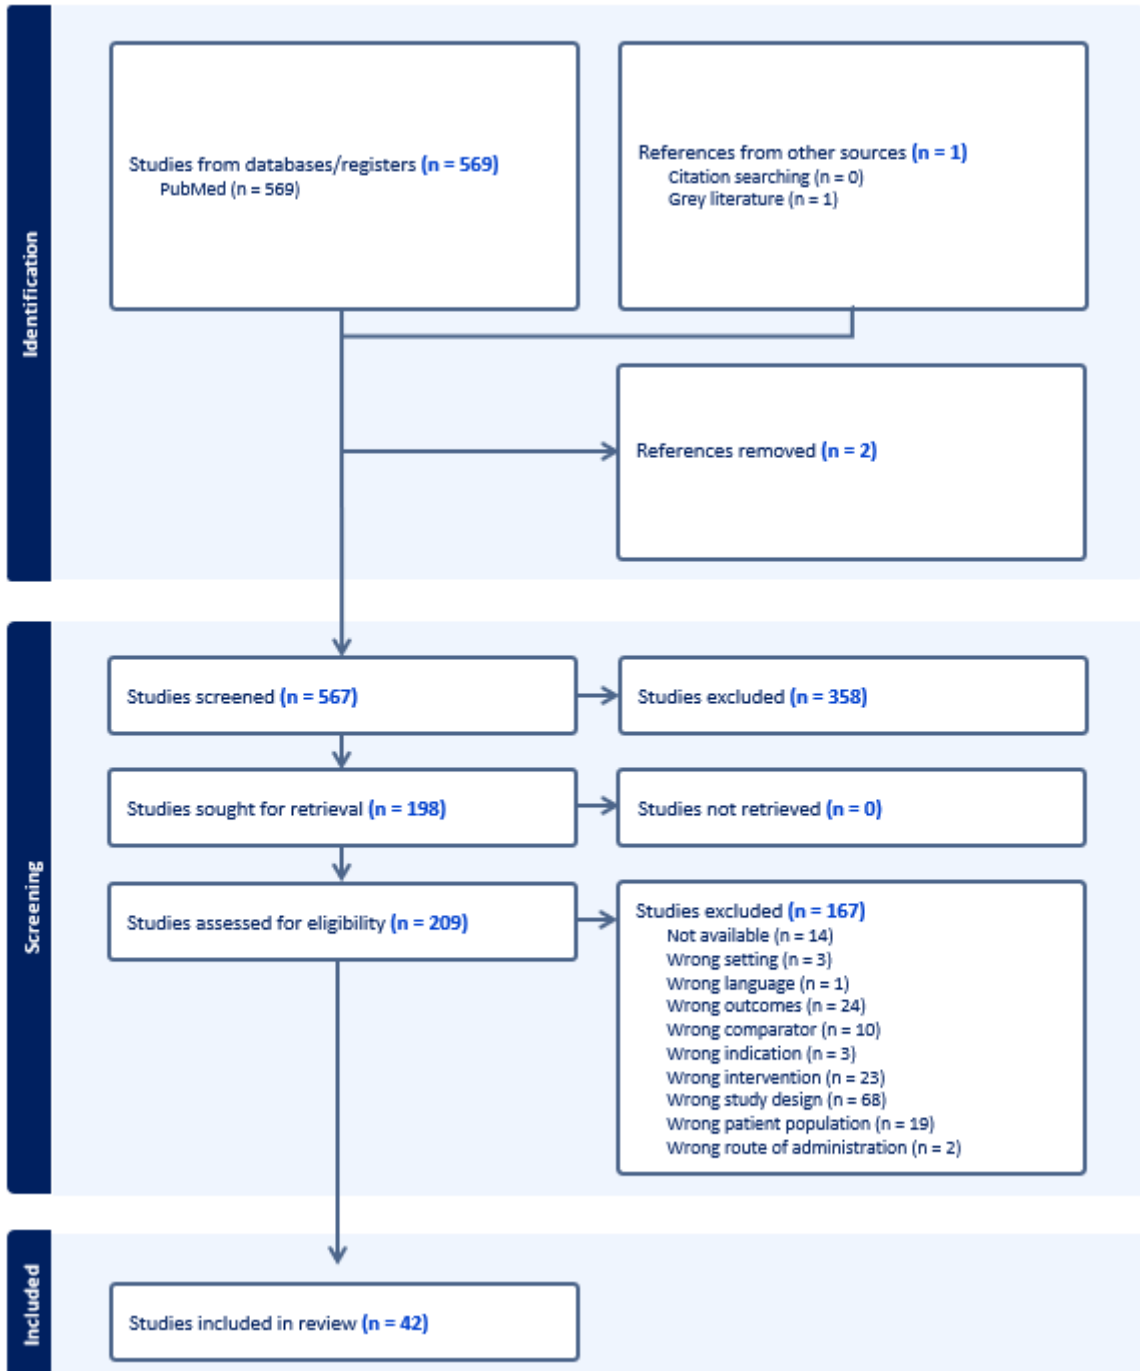 Identification
Studies from databases/registers (n = 569)
PubMed (n = 569)
References from other sources (n = 1)
Citation searching (n = 0)
Grey literature (n = 1)
References removed (n = 2)
Screening
Studies screened (n = 567)
Studies excluded (n = 358)
Studies sought for retrieval (n = 198)
Studies not retrieved (n = 0)
Studies assessed for eligibility (n = 209)
Studies excluded (n = 167)
Not available (n = 14)
Wrong setting (n = 3)
Wrong language (n = 1)
Wrong outcomes (n = 24)
Wrong comparator (n = 10)
Wrong indication (n = 3)
Wrong intervention (n = 23)
Wrong study design (n = 68)
Wrong patient population (n = 19)
Wrong route of administration (n = 2)
Included
Studies included in review (n = 42)